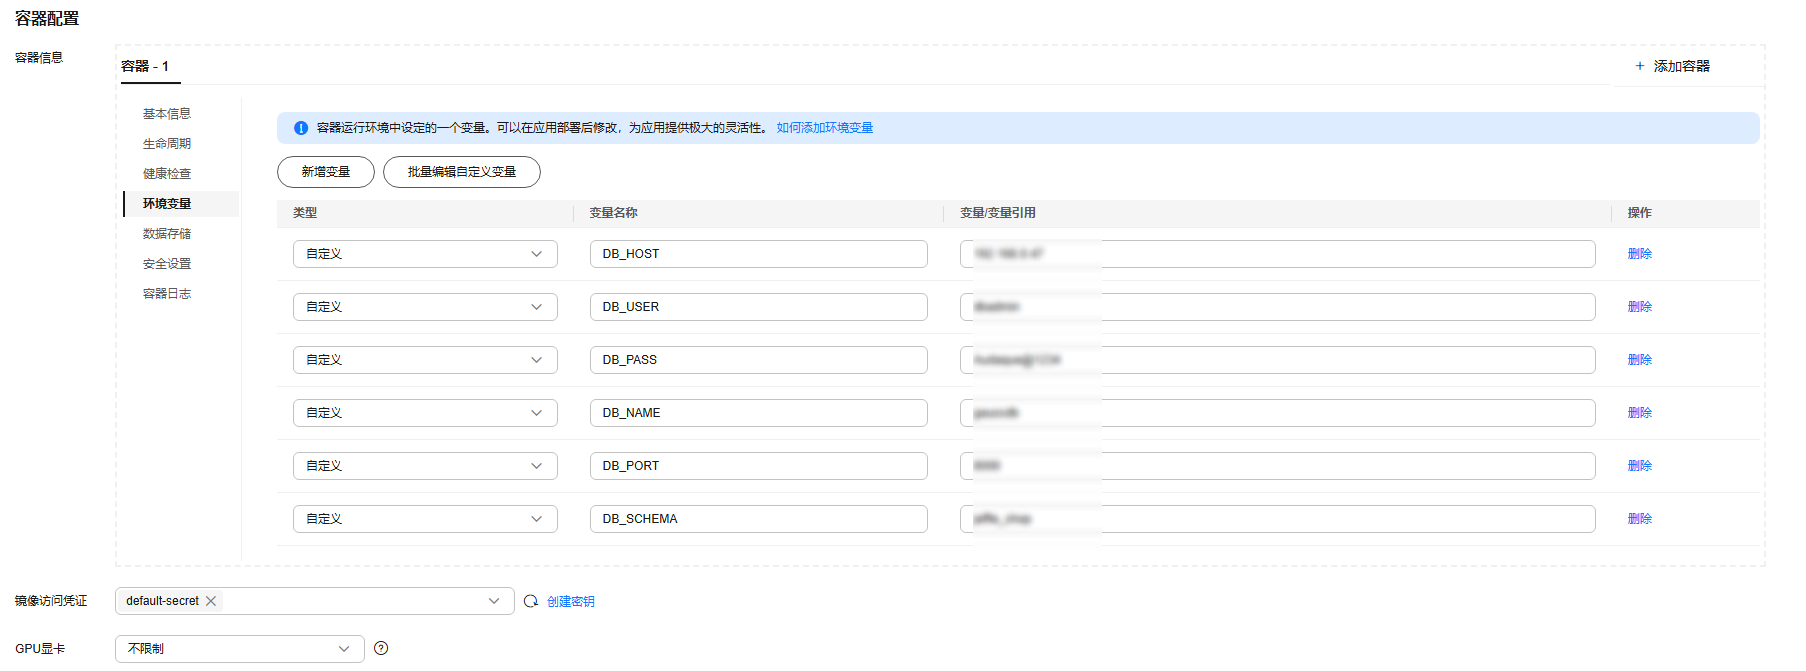 容器配置
容器信息
容器 - 1
+ 添加容器
基本信息
生命周期
健康检查
环境变量
数据存储
安全设置
容器日志
容器运行环境中设定的一个变量。可以在应用部署后修改，为应用提供极大的灵活性。 如何添加环境变量
新增变量 批量编辑自定义变量
类型 变量名称 变量/变量引用 操作
自定义 DB_HOST 删除
自定义 DB_USER 删除
自定义 DB_PASS 删除
自定义 DB_NAME 删除
自定义 DB_PORT 删除
自定义 DB_SCHEMA 删除
镜像访问凭证 default-secret 创建密钥
GPU显卡 不限制